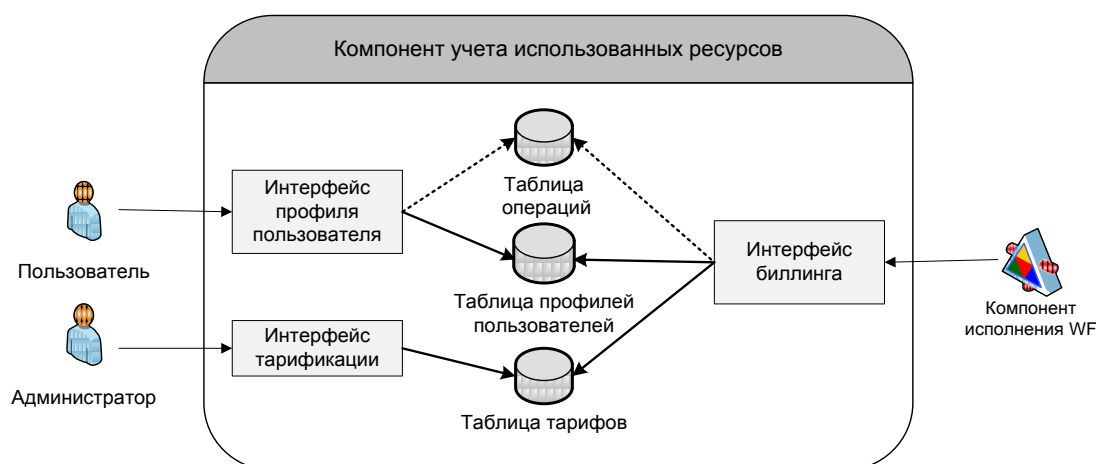 Компонент учета использованных ресурсов
Интерфейс
профиля
пользователя
Таблица
операций
Интерфейс
биллинга
Пользователь
Таблица профилей
пользователей
Компонент
исполнения WF
Интерфейс
тарификации
Администратор
Таблица тарифов